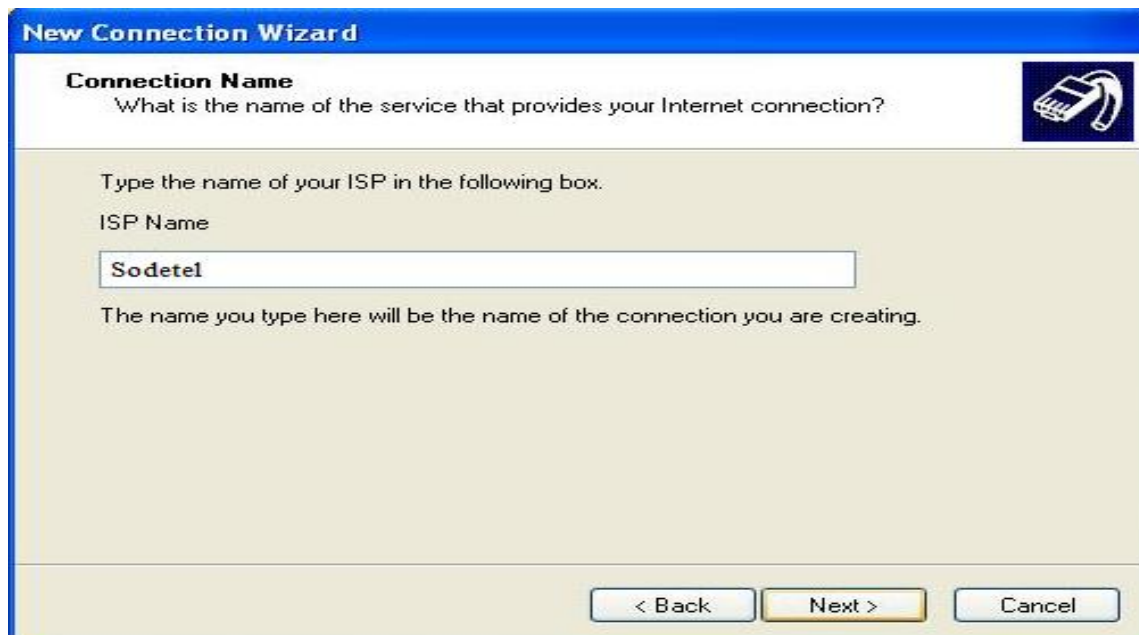 New Connection Wizard
Connection Name
What is the name of the service that provides your Internet connection?
Type the name of your ISP in the following box.
ISP Name
Sodetel
The name you type here will be the name of the connection you are creating.
< Back Next > Cancel